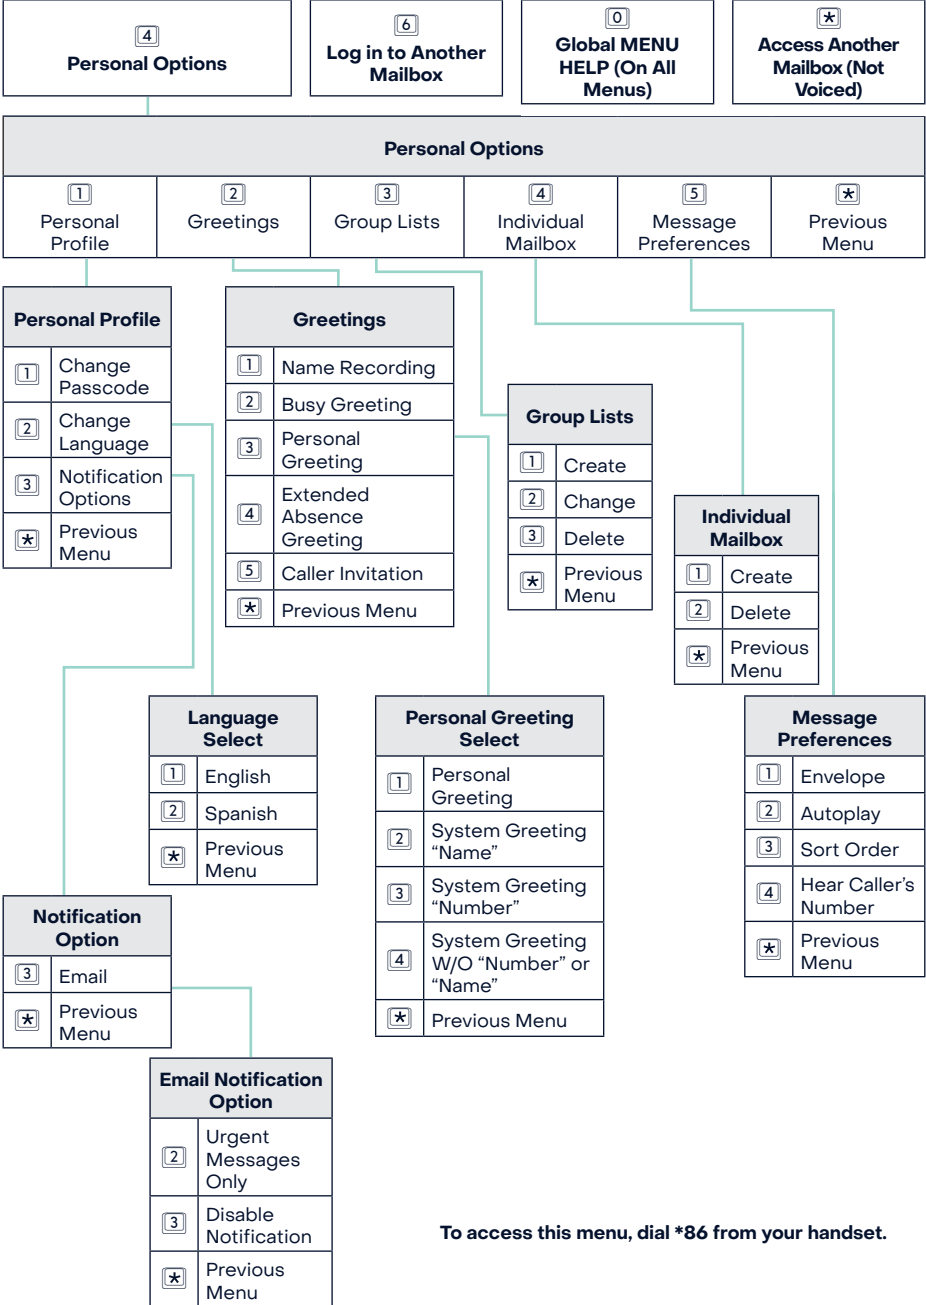 4
Personal Options
6
Log in to Another
Mailbox
0
Global MENU
HELP (On All
Menus)
*
Access Another
Mailbox (Not
Voiced)
Personal Options
1
Personal
Profile
2
Greetings
3
Group Lists
4
Individual
Mailbox
5
Message
Preferences
*
Previous
Menu
Personal Profile
1
Change
Passcode
2
Change
Language
3
Notification
Options
*
Previous
Menu
Greetings
1
Name Recording
2
Busy Greeting
3
Personal
Greeting
4
Extended
Absence
Greeting
5
Caller Invitation
*
Previous Menu
Group Lists
1
Create
2
Change
3
Delete
*
Previous
Menu
Individual
Mailbox
1
Create
2
Delete
*
Previous
Menu
Language
Select
1
English
2
Spanish
*
Previous
Menu
Personal Greeting
Select
1
Personal
Greeting
2
System Greeting
“Name”
3
System Greeting
“Number”
4
System Greeting
W/O “Number” or
“Name”
*
Previous Menu
Message
Preferences
1
Envelope
2
Autoplay
3
Sort Order
4
Hear Caller’s
Number
*
Previous
Menu
Notification
Option
3
Email
*
Previous
Menu
Email Notification
Option
2
Urgent
Messages
Only
3
Disable
Notification
*
Previous
Menu
To access this menu, dial *86 from your handset.